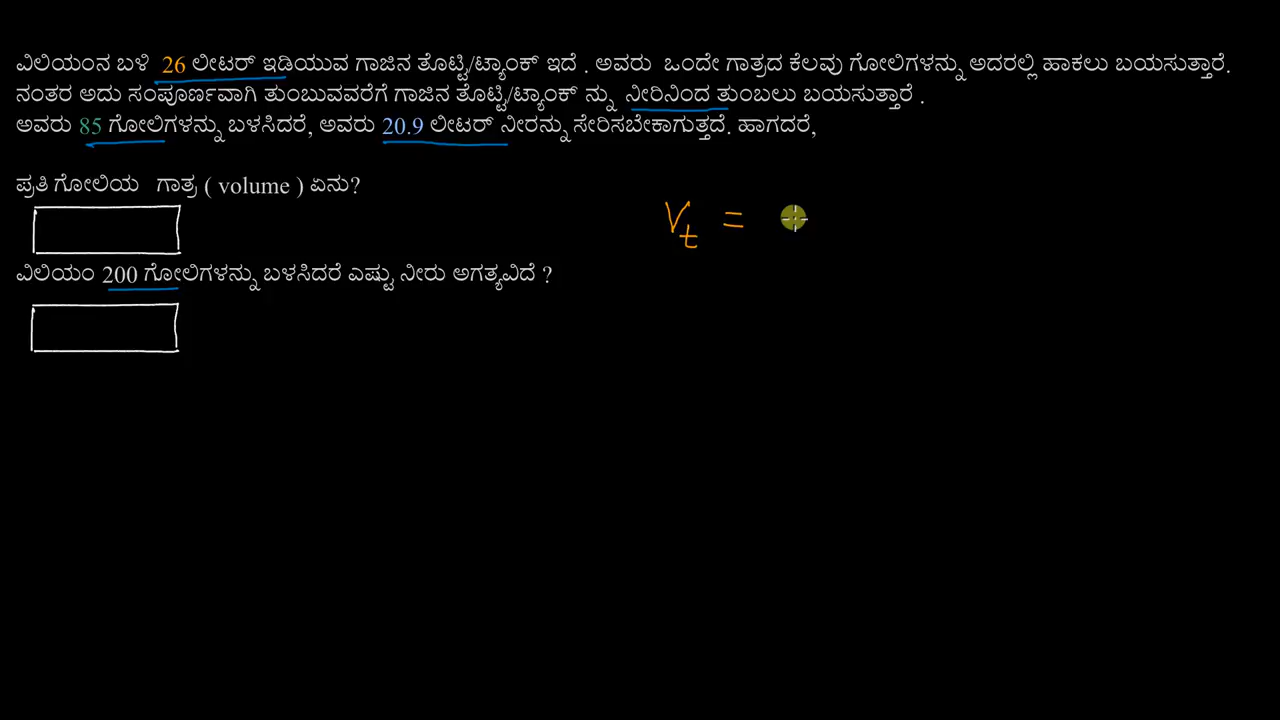 ವಿಲಿಯಂನ ಬಳಿ 26 ಲೀಟರ್ ಇಡಿಯುವ ಗಾಜಿನ ತೊಟ್ಟಿ/ಟ್ಯಾಂಕ್ ಇದೆ . ಅವರು ಒಂದೇ ಗಾತ್ರದ ಕೆಲವು ಗೋಲಿಗಳನ್ನು ಅದರಲ್ಲಿ ಹಾಕಲು ಬಯಸುತ್ತಾರೆ.
ನಂತರ ಅದು ಸಂಪೂರ್ಣವಾಗಿ ತುಂಬುವವರೆಗೆ ಗಾಜಿನ ತೊಟ್ಟಿ/ಟ್ಯಾಂಕ್ ನ್ನು ನೀರಿನಿಂದ ತುಂಬಲು ಬಯಸುತ್ತಾರೆ .
ಅವರು 85 ಗೋಲಿಗಳನ್ನು ಬಳಸಿದರೆ, ಅವರು 20.9 ಲೀಟರ್ ನೀರನ್ನು ಸೇರಿಸಬೇಕಾಗುತ್ತದೆ. ಹಾಗದರೆ,
ಪ್ರತಿ ಗೋಲಿಯ ಗಾತ್ರ ( volume ) ಏನು?
V_t =
ವಿಲಿಯಂ 200 ಗೋಲಿಗಳನ್ನು ಬಳಸಿದರೆ ಎಷ್ಟು ನೀರು ಅಗತ್ಯವಿದೆ ?